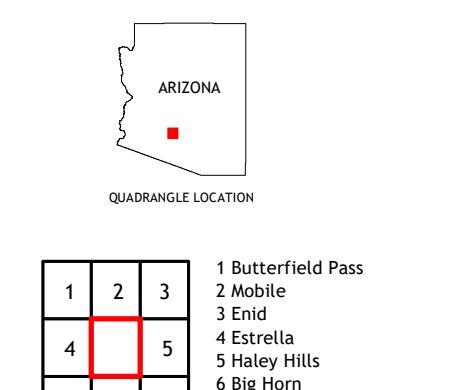 ARIZONA
QUADRANGLE LOCATION
1 2 3
4 5
1 Butterfield Pass
2 Mobile
3 Enid
4 Estrella
5 Haley Hills
6 Big Horn